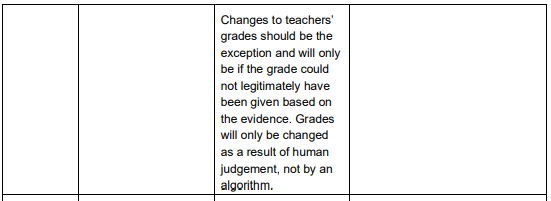 Changes to teachers'
grades should be the
exception and will only
be if the grade could
not legitimately have
been given based on
the evidence. Grades
will only be changed
as a result of human
judgement, not by an
algorithm.